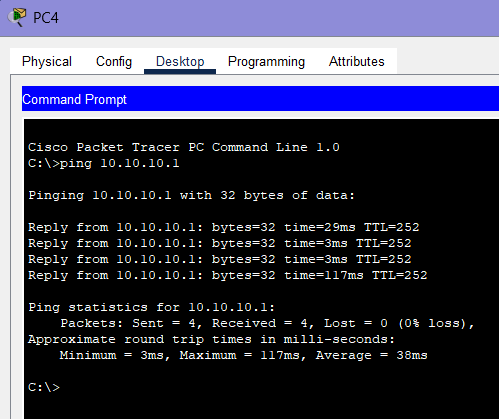 PC4
Physical Config Desktop Programming Attributes
Command Prompt
Cisco Packet Tracer PC Command Line 1.0
C:\>ping 10.10.10.1
Pinging 10.10.10.1 with 32 bytes of data:
Reply from 10.10.10.1: bytes=32 time=29ms TTL=252
Reply from 10.10.10.1: bytes=32 time=3ms TTL=252
Reply from 10.10.10.1: bytes=32 time=3ms TTL=252
Reply from 10.10.10.1: bytes=32 time=117ms TTL=252
Ping statistics for 10.10.10.1:
Packets: Sent = 4, Received = 4, Lost = 0 (0% loss),
Approximate round trip times in milli-seconds:
Minimum = 3ms, Maximum = 117ms, Average = 38ms
C:\>